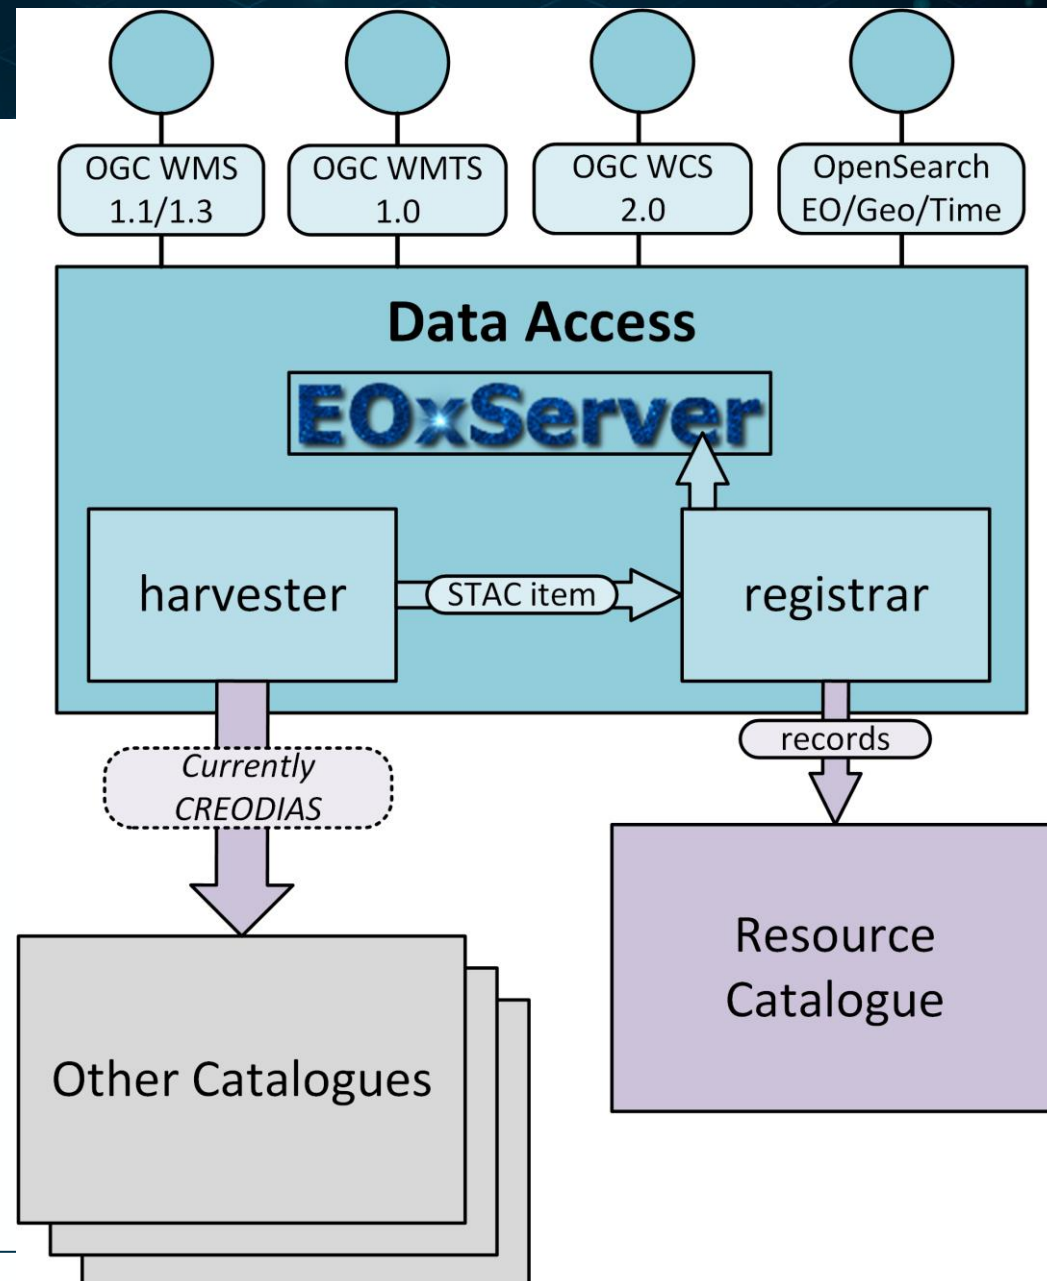 OGC WMS
1.1/1.3
OGC WMTS
1.0
OGC WCS
2.0
OpenSearch
EO/Geo/Time
Data Access
EOxServer
harvester
STAC item
registrar
records
Currently
CREODIAS
Resource
Catalogue
Other Catalogues